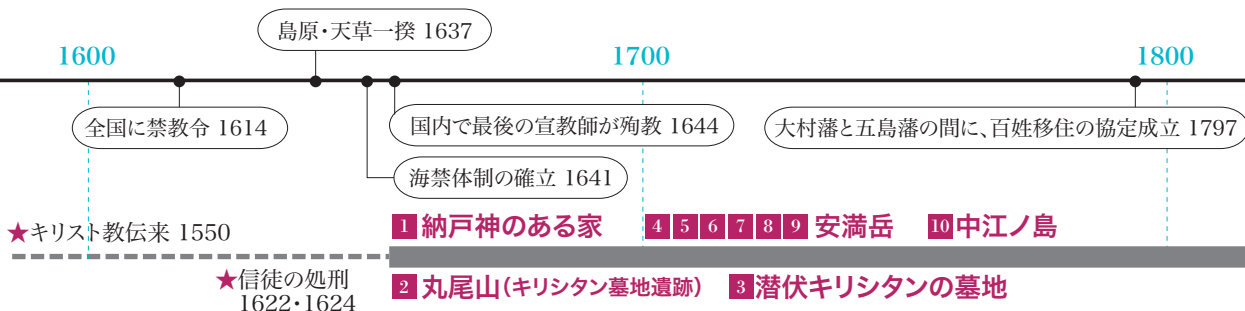 島原・天草一揆 1637
1600
1700
1800
全国に禁教令 1614
国内で最後の宣教師が殉教 1644
大村藩と五島藩の間に、百姓移住の協定成立 1797
海禁体制の確立 1641
★キリスト教伝来 1550
1 納戸神のある家
4 5 6 7 8 9 安満岳
10 中江ノ島
★信徒の処刑
1622・1624
2 丸尾山(キリシタン墓地遺跡)
3 潜伏キリシタンの墓地